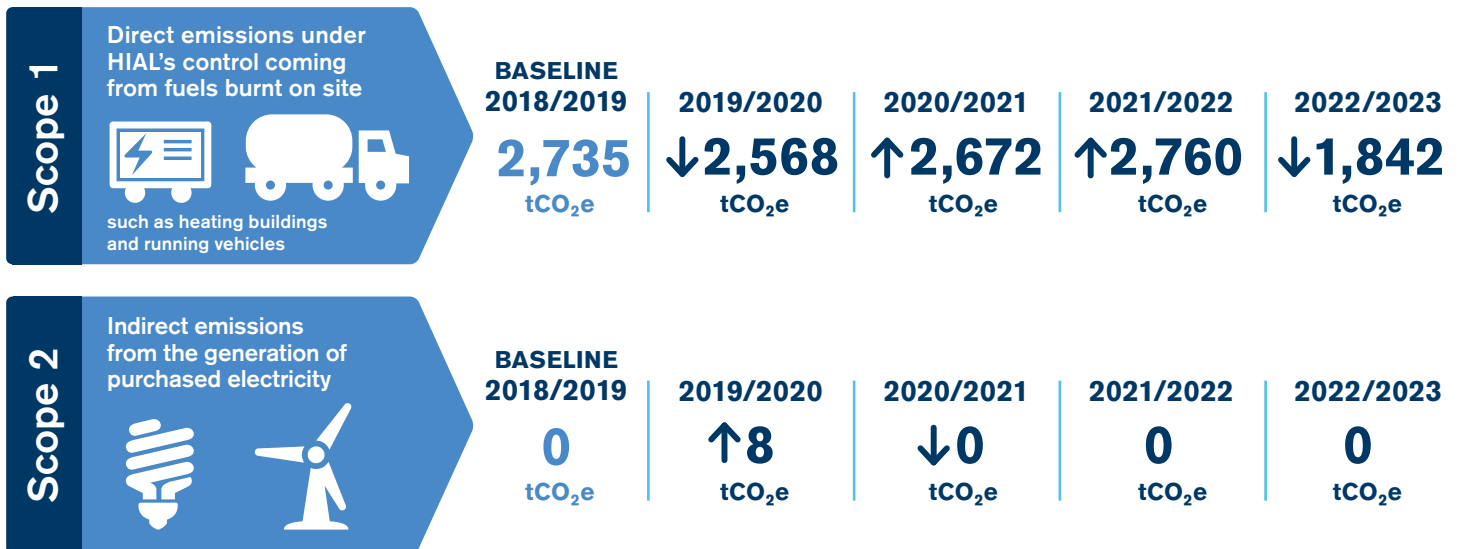 Scope 1
Direct emissions under
HIAL’s control coming
from fuels burnt on site
such as heating buildings
and running vehicles
BASELINE
2018/2019
2,735
tCO₂e
2019/2020
↓2,568
tCO₂e
2020/2021
↑2,672
tCO₂e
2021/2022
↑2,760
tCO₂e
2022/2023
↓1,842
tCO₂e
Scope 2
Indirect emissions
from the generation of
purchased electricity
BASELINE
2018/2019
0
tCO₂e
2019/2020
↑8
tCO₂e
2020/2021
↓0
tCO₂e
2021/2022
0
tCO₂e
2022/2023
0
tCO₂e